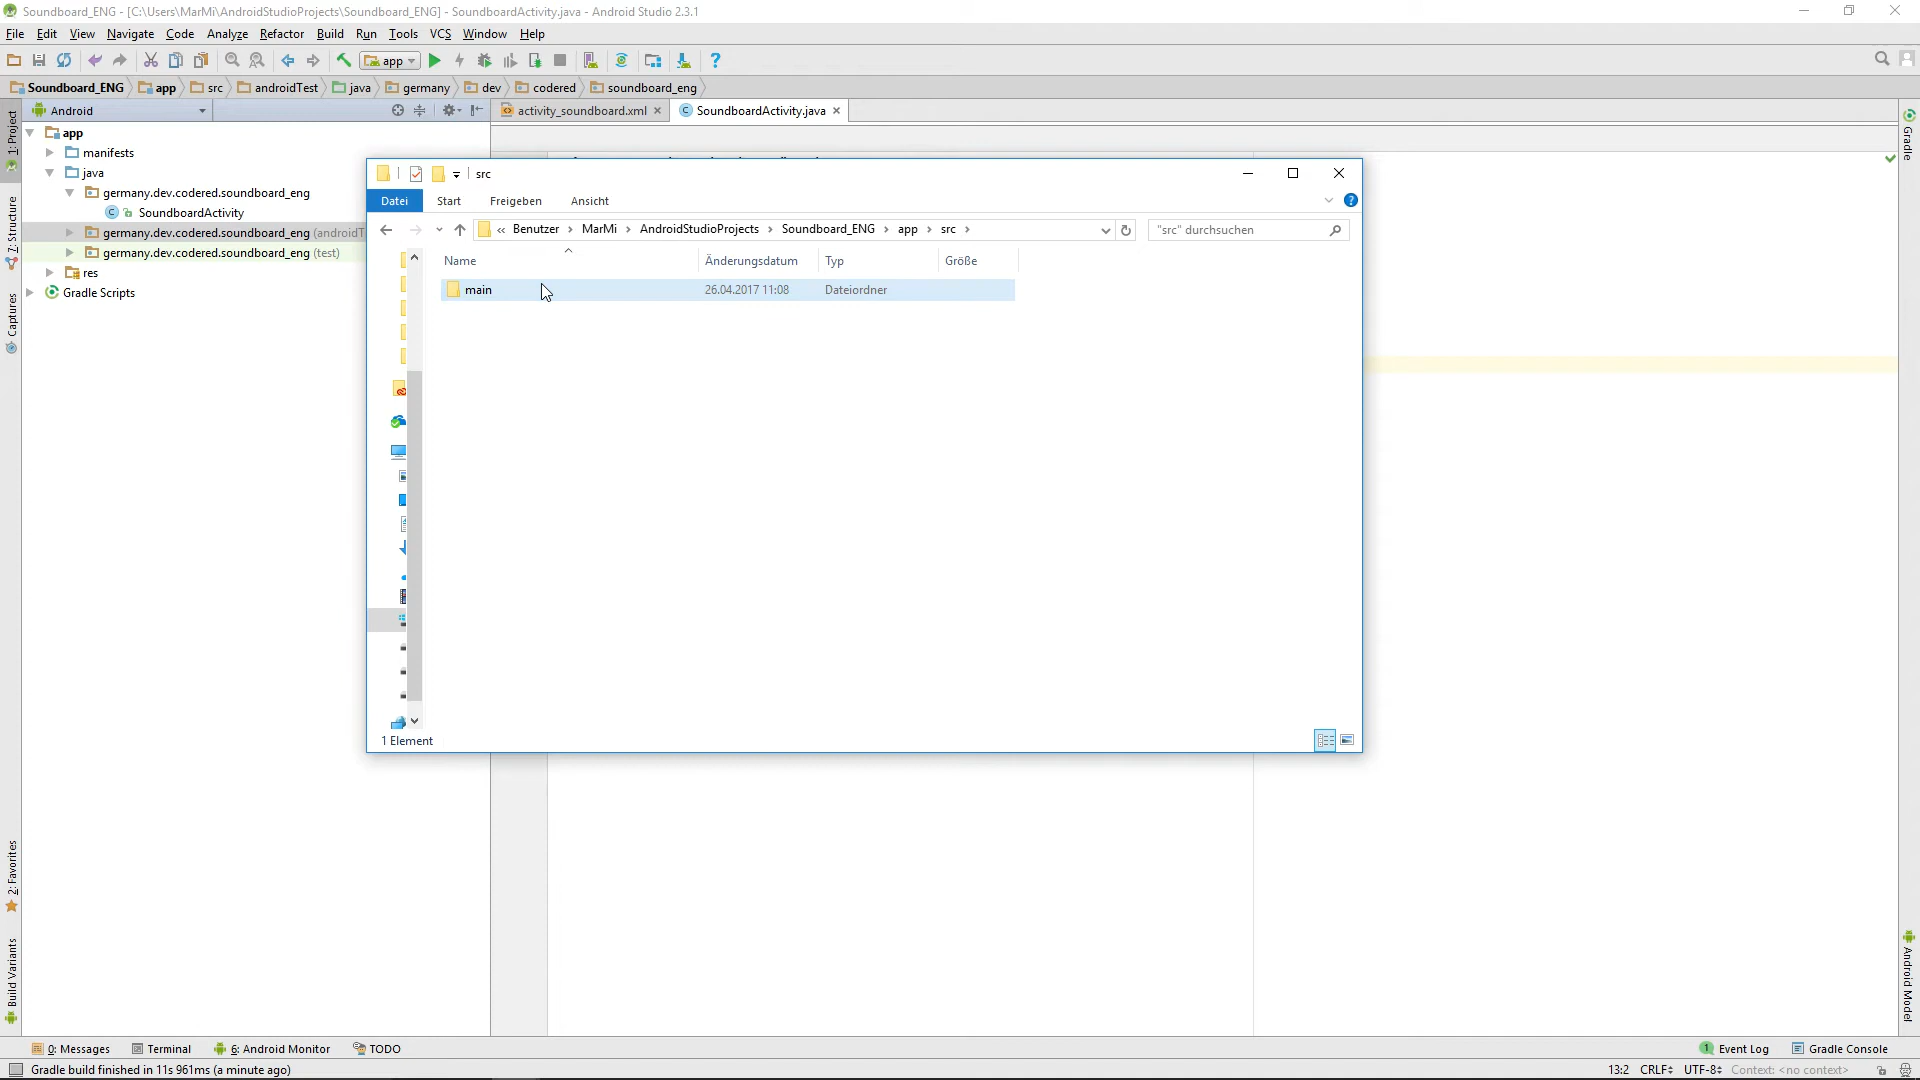 Soundboard_ENG - [C:\Users\MarMi\AndroidStudioProjects\Soundboard_ENG] - SoundboardActivity.java - Android Studio 2.3.1
File Edit View Navigate Code Analyze Refactor Build Run Tools VCS Window Help
app
Soundboard_ENG app src androidTest java germany dev codered soundboard_eng
Android
activity_soundboard.xml SoundboardActivity.java
1: Project
7: Structure
Captures
2: Favorites
Build Variants
app
manifests
java
germany.dev.codered.soundboard_eng
SoundboardActivity
germany.dev.codered.soundboard_eng (androidT
germany.dev.codered.soundboard_eng (test)
res
Gradle Scripts
src
Datei Start Freigeben Ansicht
« Benutzer › MarMi › AndroidStudioProjects › Soundboard_ENG › app › src ›
"src" durchsuchen
Name Änderungsdatum Typ Größe
main 26.04.2017 11:08 Dateiordner
1 Element
Gradle
Android Model
0: Messages Terminal 6: Android Monitor TODO
1 Event Log Gradle Console
Gradle build finished in 11s 961ms (a minute ago)
13:2 CRLF UTF-8 Context: <no context>